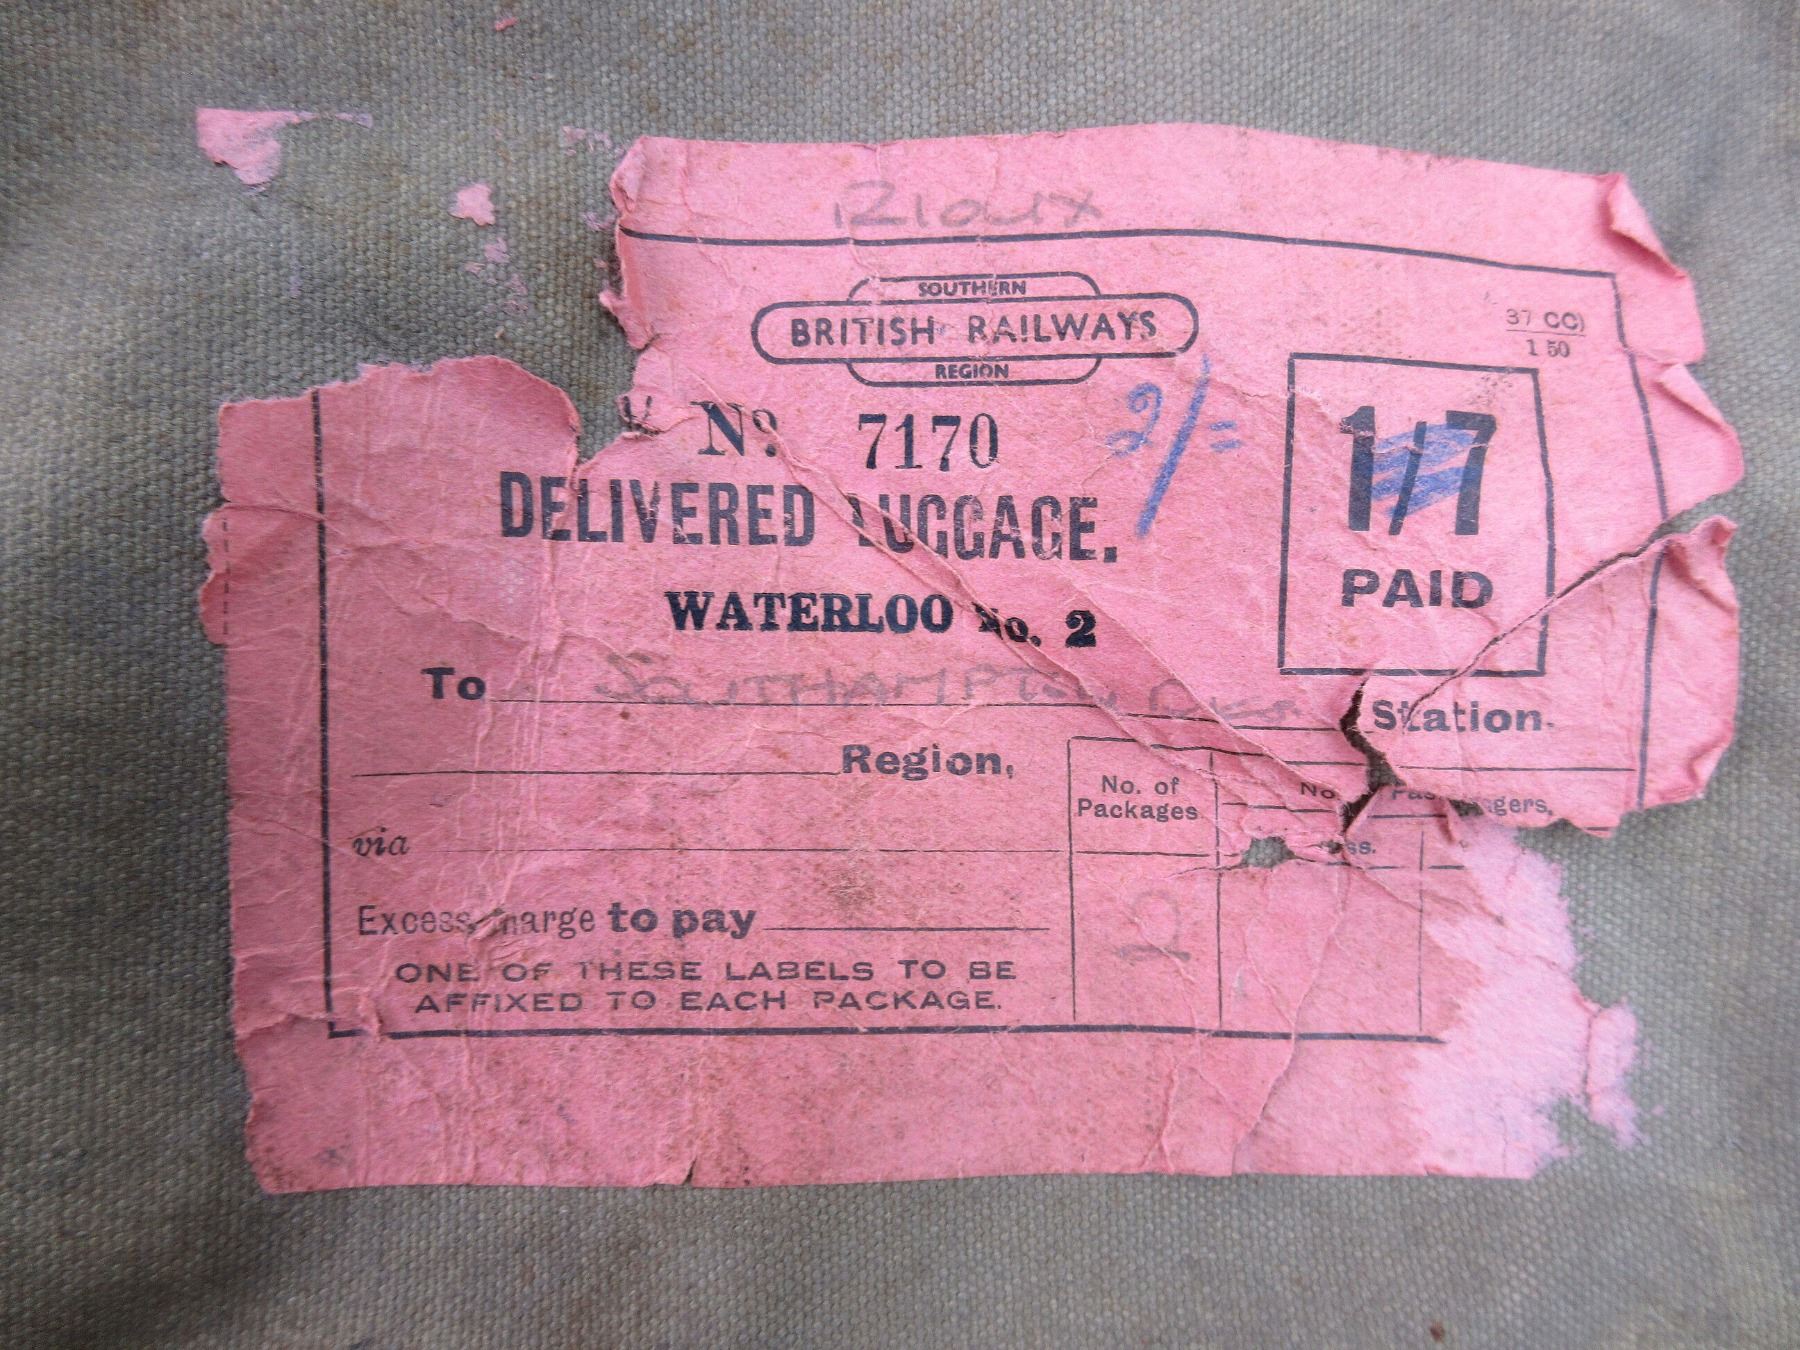 Rioux
SOUTHERN
BRITISH RAILWAYS
REGION
37 CC)
1 50
No 7170
2/=
1/7
PAID
DELIVERED LUGGAGE.
WATERLOO No. 2
To SOUTHAMPTON Station.
Region,
via
No. of
Packages
No. Passengers.
Excess charge to pay
ONE OF THESE LABELS TO BE
AFFIXED TO EACH PACKAGE.